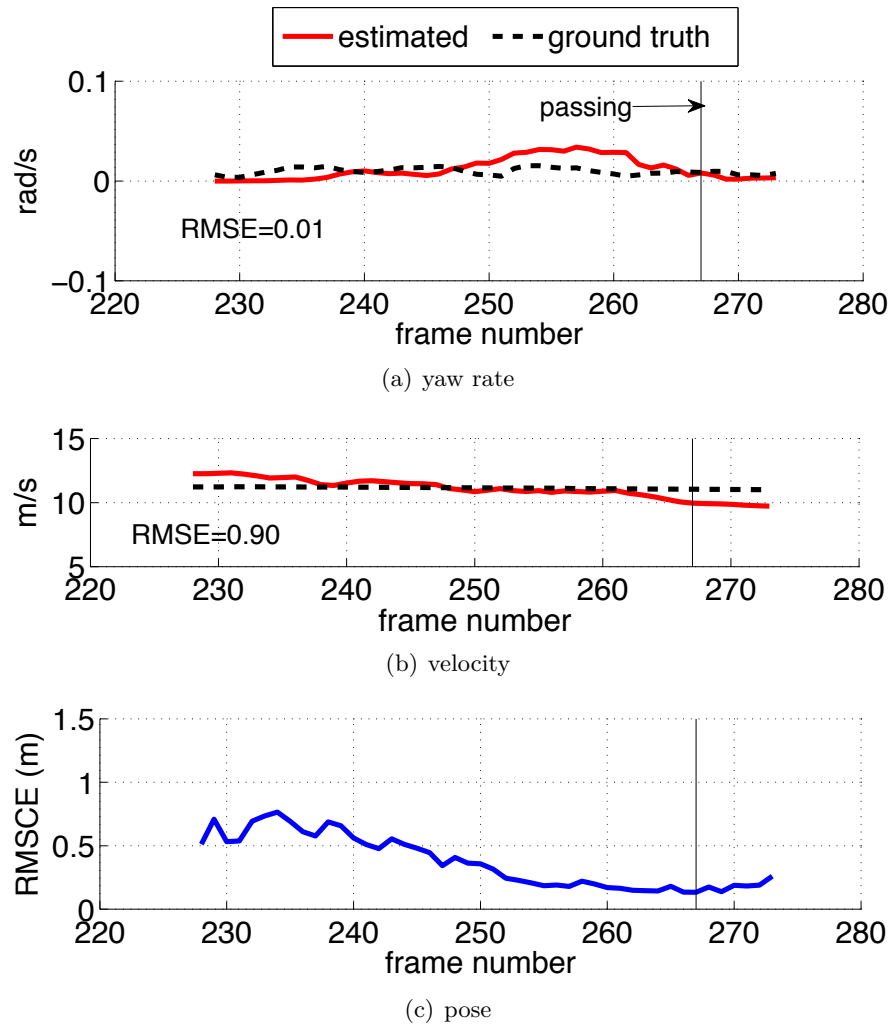 estimated ground truth
0.1
passing
rad/s
0
RMSE=0.01
−0.1
220 230 240 250 260 270 280
frame number
(a) yaw rate
15
m/s
10
RMSE=0.90
5
220 230 240 250 260 270 280
frame number
(b) velocity
1.5
RMSCE (m)
1
0.5
0
220 230 240 250 260 270 280
frame number
(c) pose